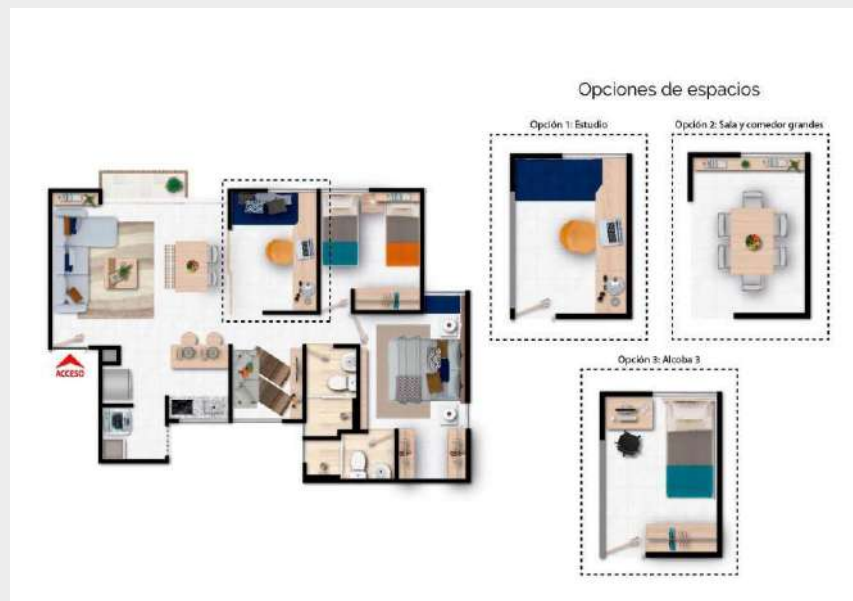 Opciones de espacios
Opción 1: Estudio
Opción 2: Sala y comedor grandes
ACCESO
Opción 3: Alcoba 3